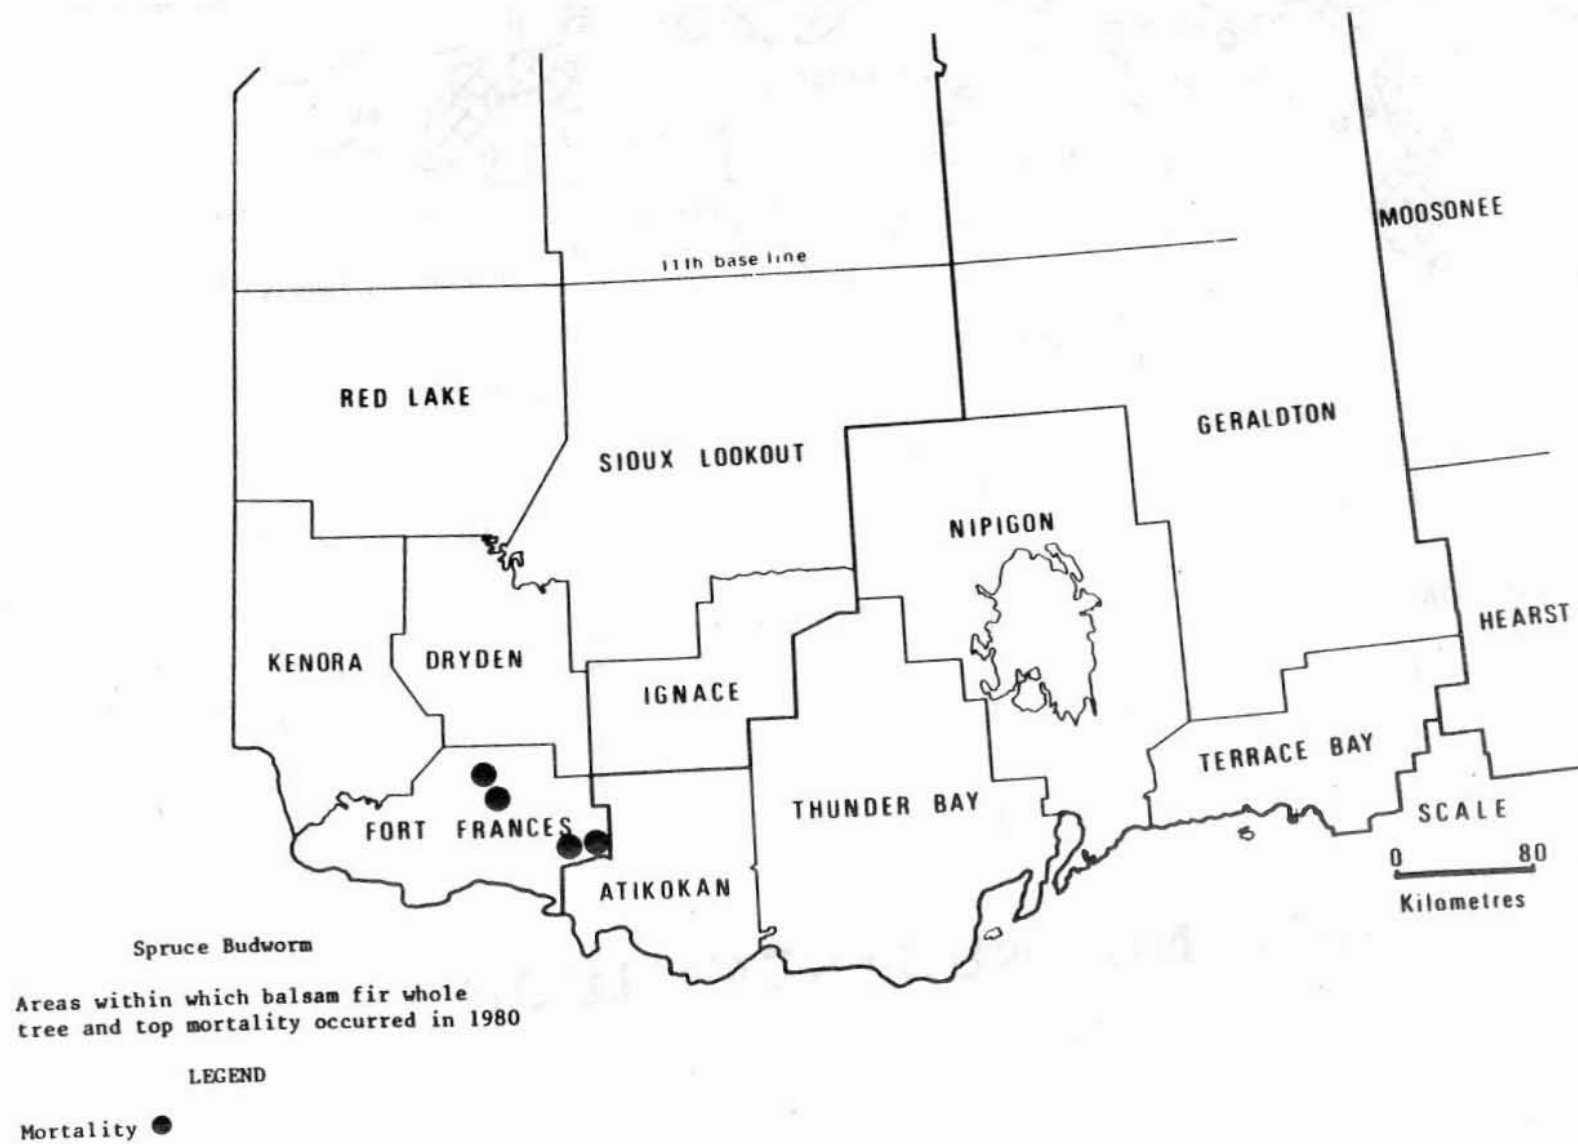 MOOSONEE
11th base line
RED LAKE
GERALDTON
SIOUX LOOKOUT
NIPIGON
HEARST
KENORA
DRYDEN
IGNACE
TERRACE BAY
THUNDER BAY
FORT FRANCES
SCALE
0 80
Kilometres
ATIKOKAN
Spruce Budworm
Areas within which balsam fir whole
tree and top mortality occurred in 1980
LEGEND
Mortality